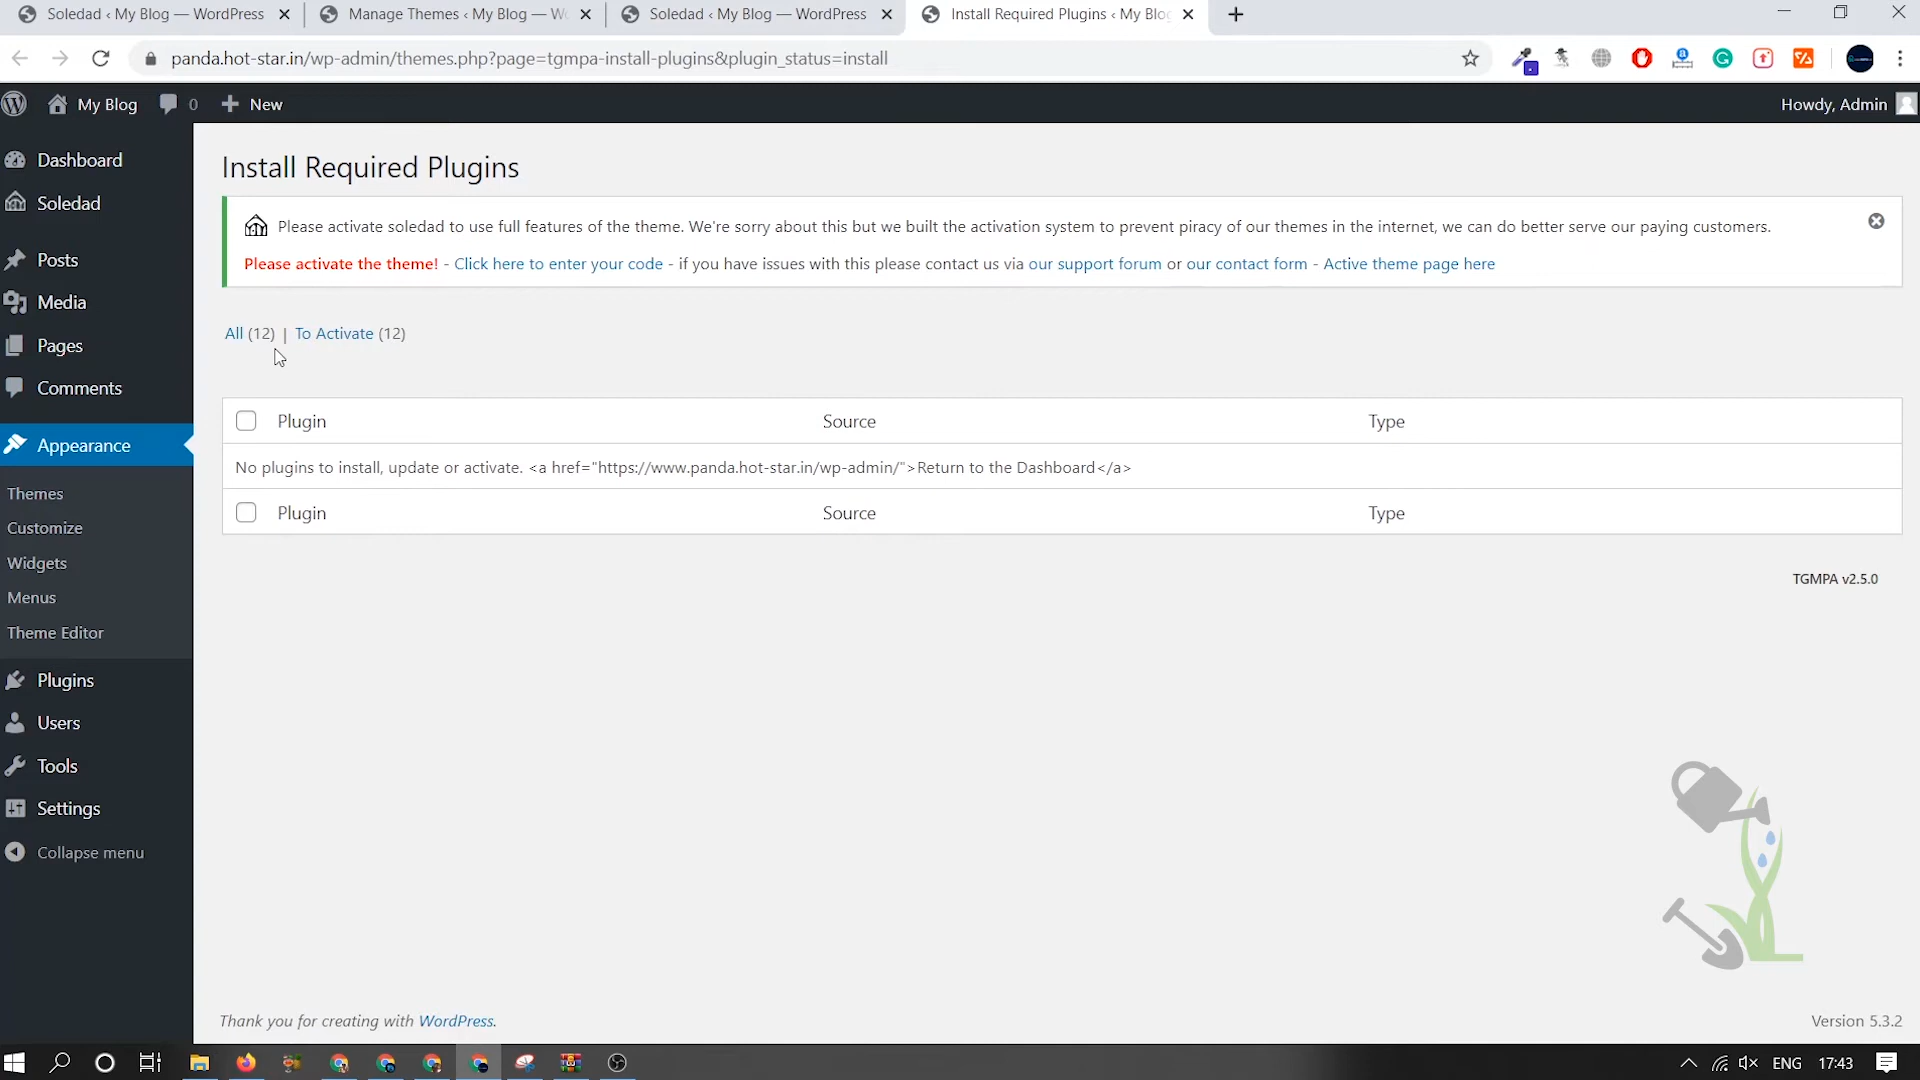 Soledad ‹ My Blog — WordPress
Manage Themes ‹ My Blog — W
Soledad ‹ My Blog — WordPress
Install Required Plugins ‹ My Blog
panda.hot-star.in/wp-admin/themes.php?page=tgmpa-install-plugins&plugin_status=install
My Blog
0
New
Howdy, Admin
Dashboard
Soledad
Posts
Media
Pages
Comments
Appearance
Themes
Customize
Widgets
Menus
Theme Editor
Plugins
Users
Tools
Settings
Collapse menu
Install Required Plugins
Please activate soledad to use full features of the theme. We're sorry about this but we built the activation system to prevent piracy of our themes in the internet, we can do better serve our paying customers.
Please activate the theme! - Click here to enter your code - if you have issues with this please contact us via our support forum or our contact form - Active theme page here
All (12) | To Activate (12)
Plugin Source Type
No plugins to install, update or activate. <a href="https://www.panda.hot-star.in/wp-admin/">Return to the Dashboard</a>
Plugin Source Type
TGMPA v2.5.0
Thank you for creating with WordPress.
Version 5.3.2
ENG 17:43